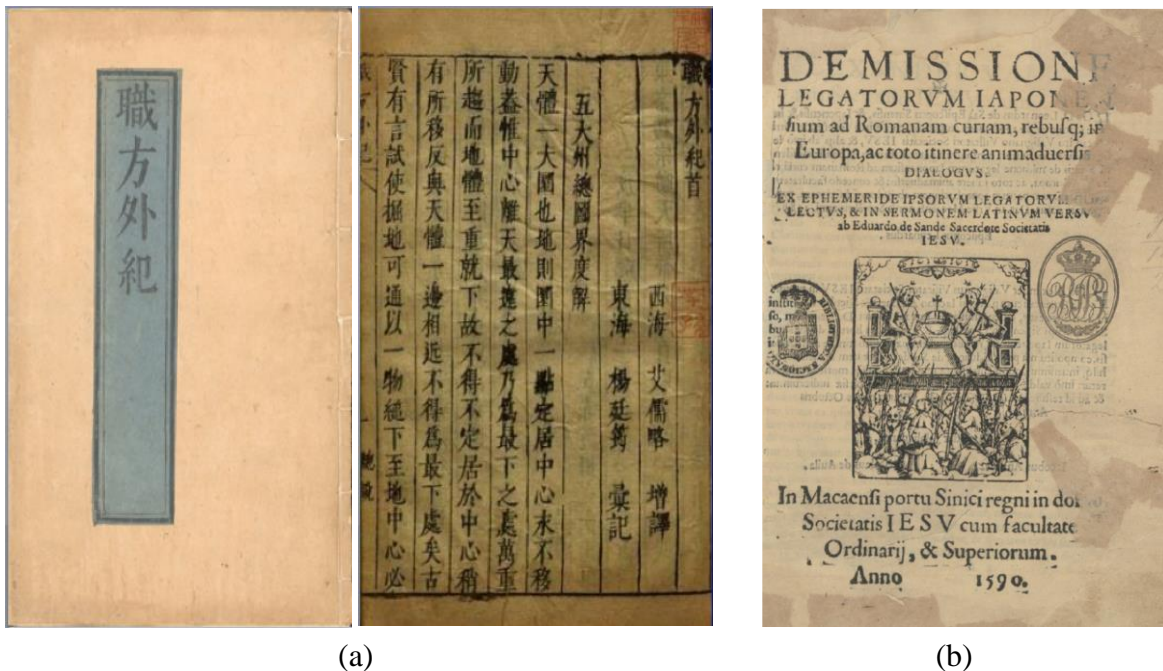 職方外紀
職方外紀首
西海 艾儒略 增譯
東海 楊廷筠 彙記
五大州總圖界度解
天體一大圜也地則圜中一點定居中心永不移
動蓋惟中心離天最遠之處乃爲最下之處萬重
所趨而地體至重就下故不得不定居於中心稍
有所移反與天體一邊相近不得爲最下處矣古
賢有言試使掘地可通以一物縋下至地中心必
(a)
DE MISSIONE
LEGATORVM IAPONE
sium ad Romanam curiam, rebusq; in
Europa, ac toto itinere animaduersis
DIALOGVS.
EX EPHEMERIDE IPSORVM LEGATORVM
LECTVS, & IN SERMONEM LATINVM VERSV
ab Eduardo de Sande Sacerdote Societatis
IESV.
In Macaensi portu Sinici regni in do
Societatis IESV cum facultate
Ordinarij, & Superiorum.
Anno 1590.
(b)